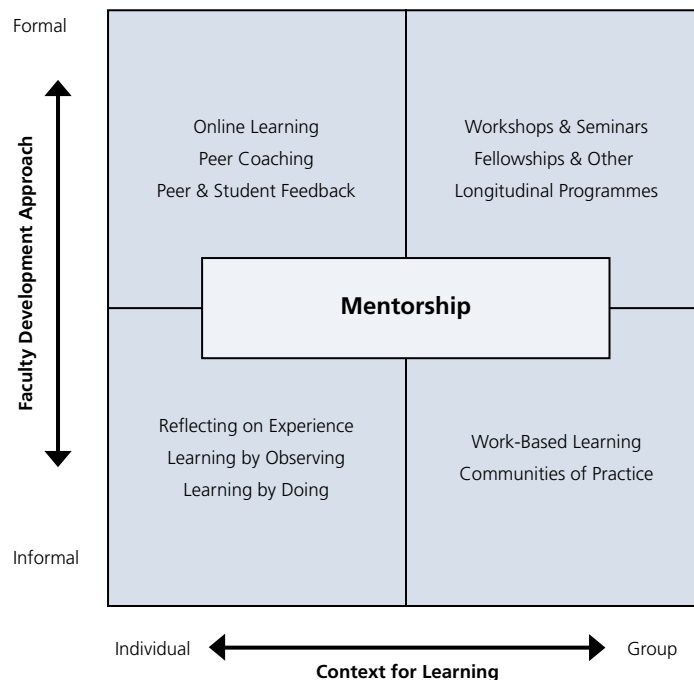 Formal
Faculty Development Approach
Online Learning
Peer Coaching
Peer & Student Feedback
Workshops & Seminars
Fellowships & Other
Longitudinal Programmes
Mentorship
Reflecting on Experience
Learning by Observing
Learning by Doing
Work-Based Learning
Communities of Practice
Informal
Individual
Group
Context for Learning